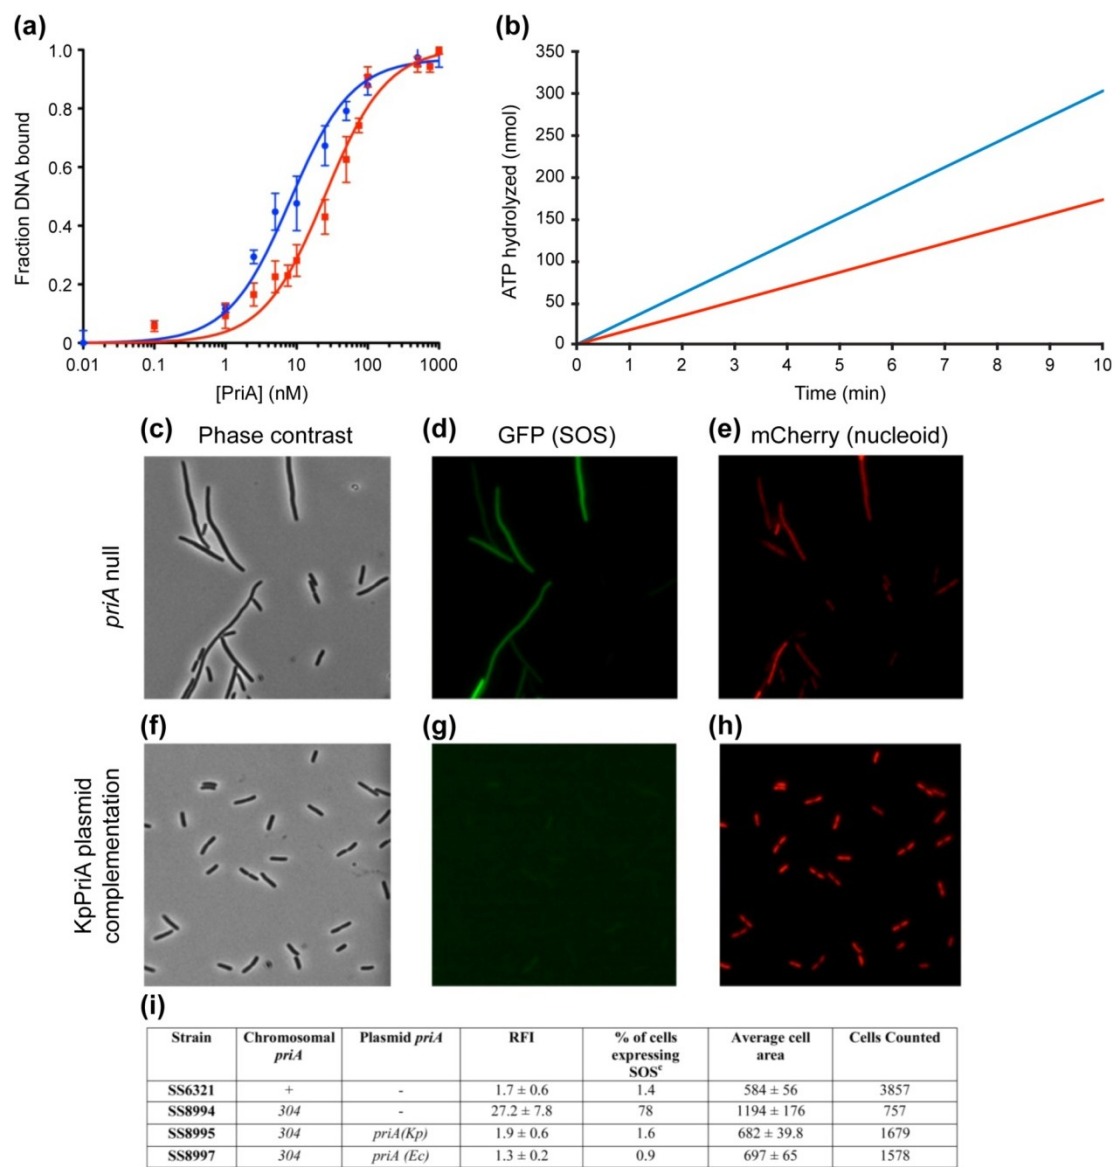 (a)
1.0
0.8
0.6
0.4
0.2
0
Fraction DNA bound
0.01 0.1 1 10 100 1000
[PriA] (nM)
(b)
350
300
250
200
150
100
50
0
ATP hydrolyzed (nmol)
0 1 2 3 4 5 6 7 8 9 10
Time (min)
(c) Phase contrast
(d) GFP (SOS)
(e) mCherry (nucleoid)
priA null
(f)
(g)
(h)
KpPriA plasmid
complementation
(i)
Strain Chromosomal priA Plasmid priA RFI % of cells expressing SOSc Average cell area Cells Counted
SS6321 + - 1.7 ± 0.6 1.4 584 ± 56 3857
SS8994 304 - 27.2 ± 7.8 78 1194 ± 176 757
SS8995 304 priA(Kp) 1.9 ± 0.6 1.6 682 ± 39.8 1679
SS8997 304 priA (Ec) 1.3 ± 0.2 0.9 697 ± 65 1578